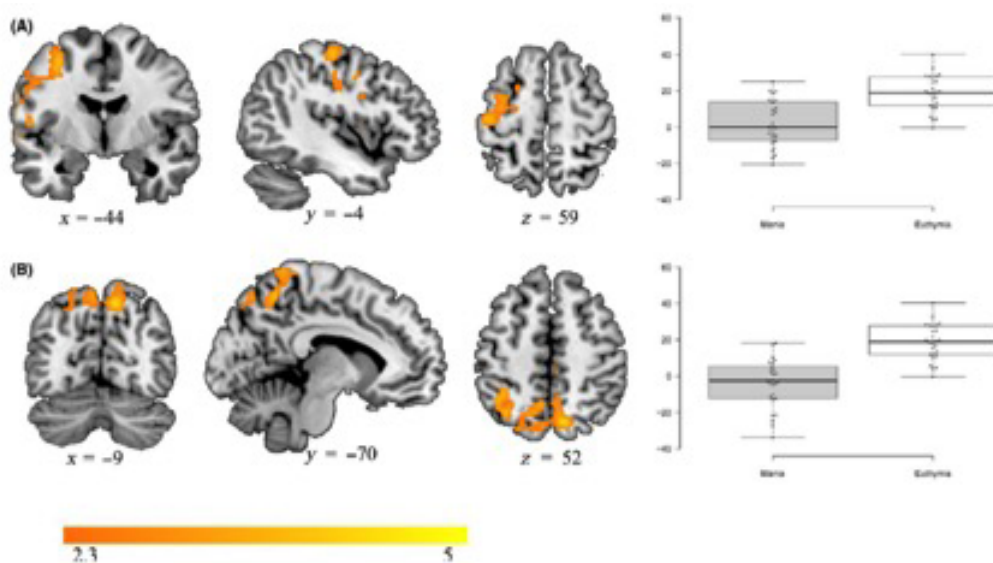 (A)
x = –44
y = –4
z = 59
60
40
20
0
–20
–40
Mania
Euthymia
(B)
x = –9
y = –70
z = 52
60
40
20
0
–20
–40
Mania
Euthymia
2.3
5